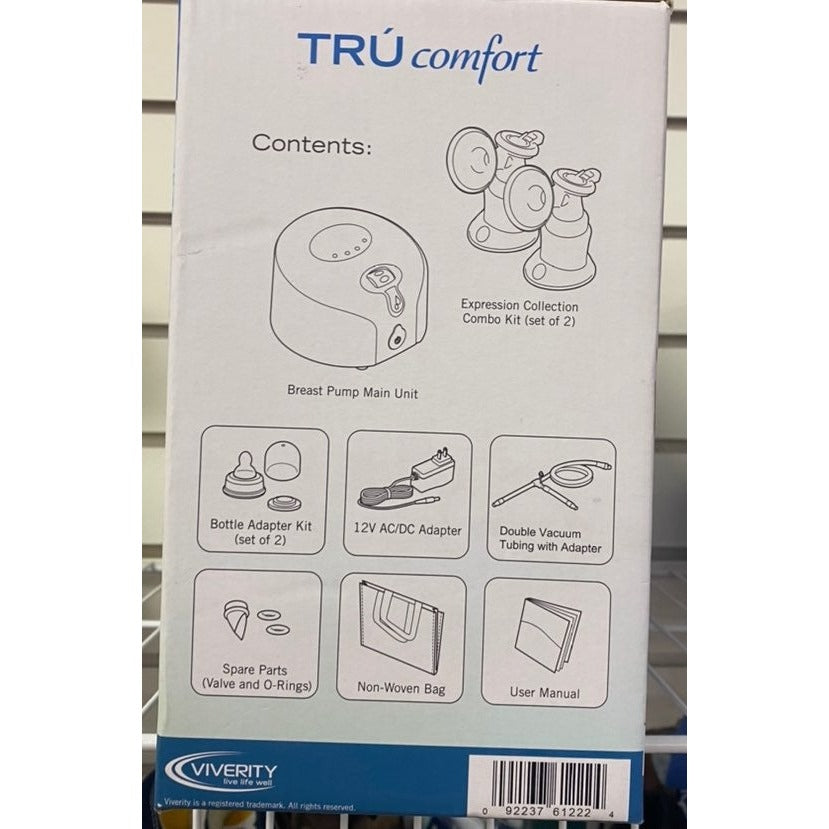 TRÚ comfort
Contents:
Expression Collection
Combo Kit (set of 2)
Breast Pump Main Unit
Bottle Adapter Kit
(set of 2)
12V AC/DC Adapter
Double Vacuum
Tubing with Adapter
Spare Parts
(Valve and O-Rings)
Non-Woven Bag
User Manual
VIVERITY
live life well
Viverity is a registered trademark. All rights reserved.
0 92237 61222 4